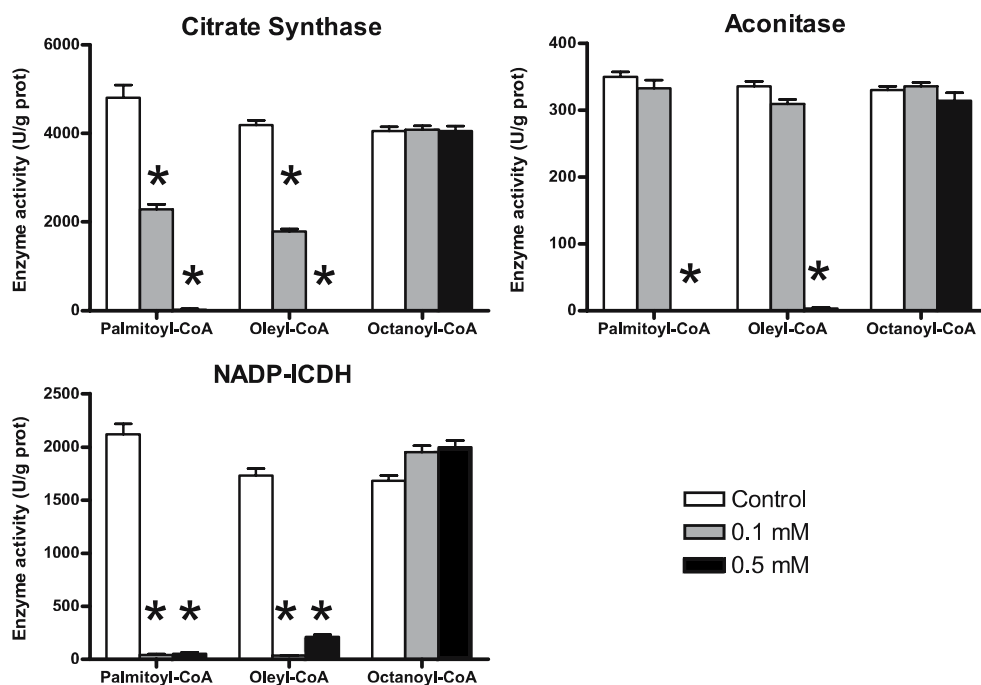 Citrate Synthase
Enzyme activity (U/g prot)
6000
4000
2000
0
*
*
*
*
Palmitoyl-CoA Oleyl-CoA Octanoyl-CoA
Aconitase
Enzyme activity (U/g prot)
400
300
200
100
0
*
*
Palmitoyl-CoA Oleyl-CoA Octanoyl-CoA
NADP-ICDH
Enzyme activity (U/g prot)
2500
2000
1500
1000
500
0
* * * *
Palmitoyl-CoA Oleyl-CoA Octanoyl-CoA
Control
0.1 mM
0.5 mM